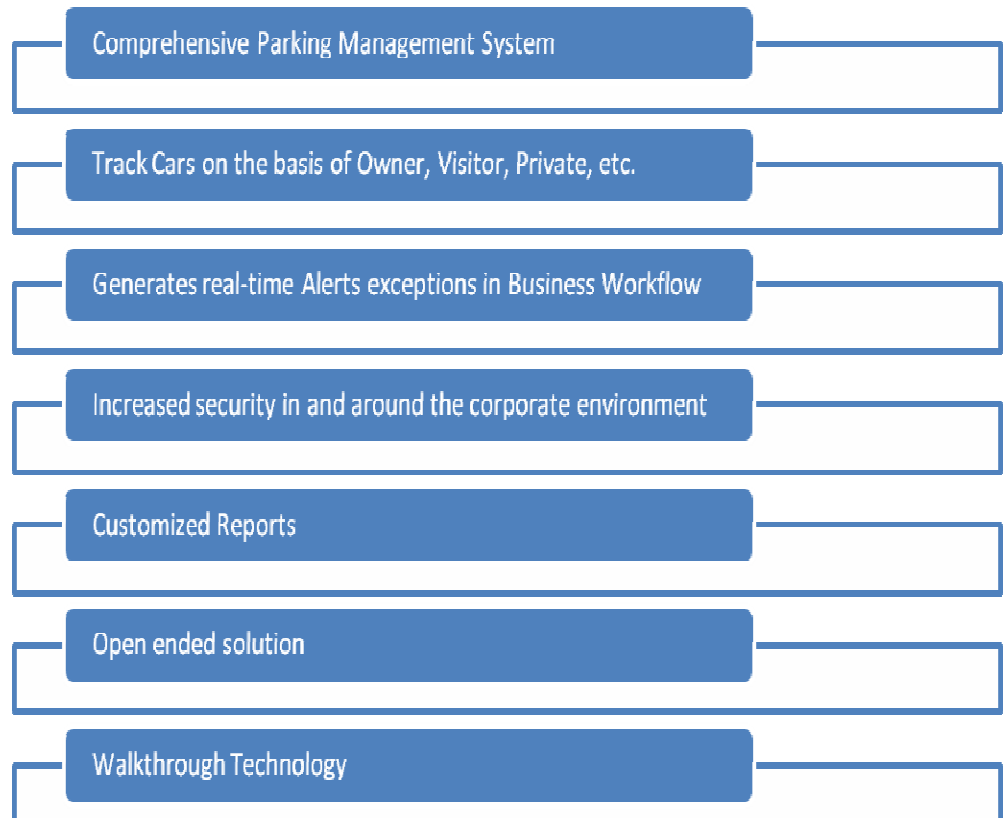 Comprehensive Parking Management System
Track Cars on the basis of Owner, Visitor, Private, etc.
Generates real-time Alerts exceptions in Business Workflow
Increased security in and around the corporate environment
Customized Reports
Open ended solution
Walkthrough Technology